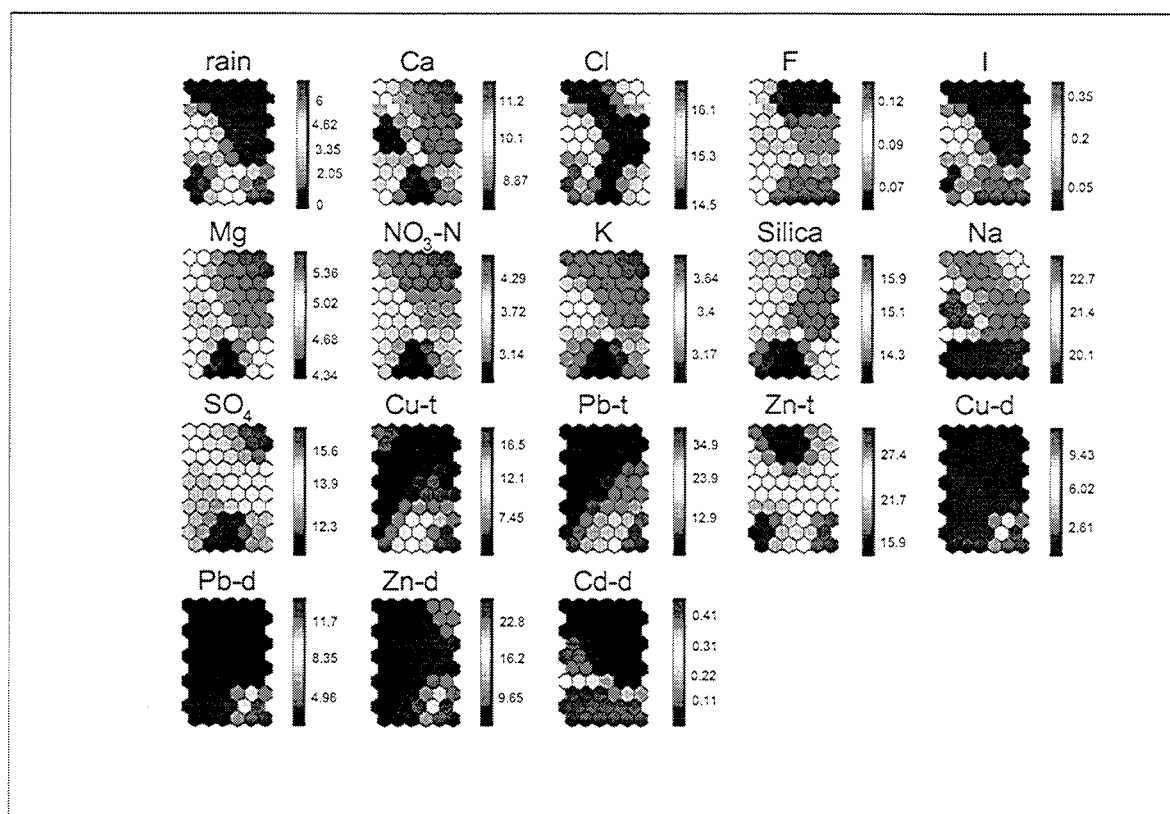 rain Ca Cl F I
6 4.62 3.35 2.05 0
11.2 10.1 8.87
16.1 15.3 14.5
0.12 0.09 0.07
0.35 0.2 0.05
Mg NO₃-N K Silica Na
5.36 5.02 4.68 4.34
4.29 3.72 3.14
3.64 3.4 3.17
15.9 15.1 14.3
22.7 21.4 20.1
SO₄ Cu-t Pb-t Zn-t Cu-d
15.6 13.9 12.3
16.5 12.1 7.45
34.9 23.9 12.9
27.4 21.7 15.9
9.43 6.02 2.61
Pb-d Zn-d Cd-d
11.7 8.35 4.96
22.8 16.2 9.65
0.41 0.31 0.22 0.11